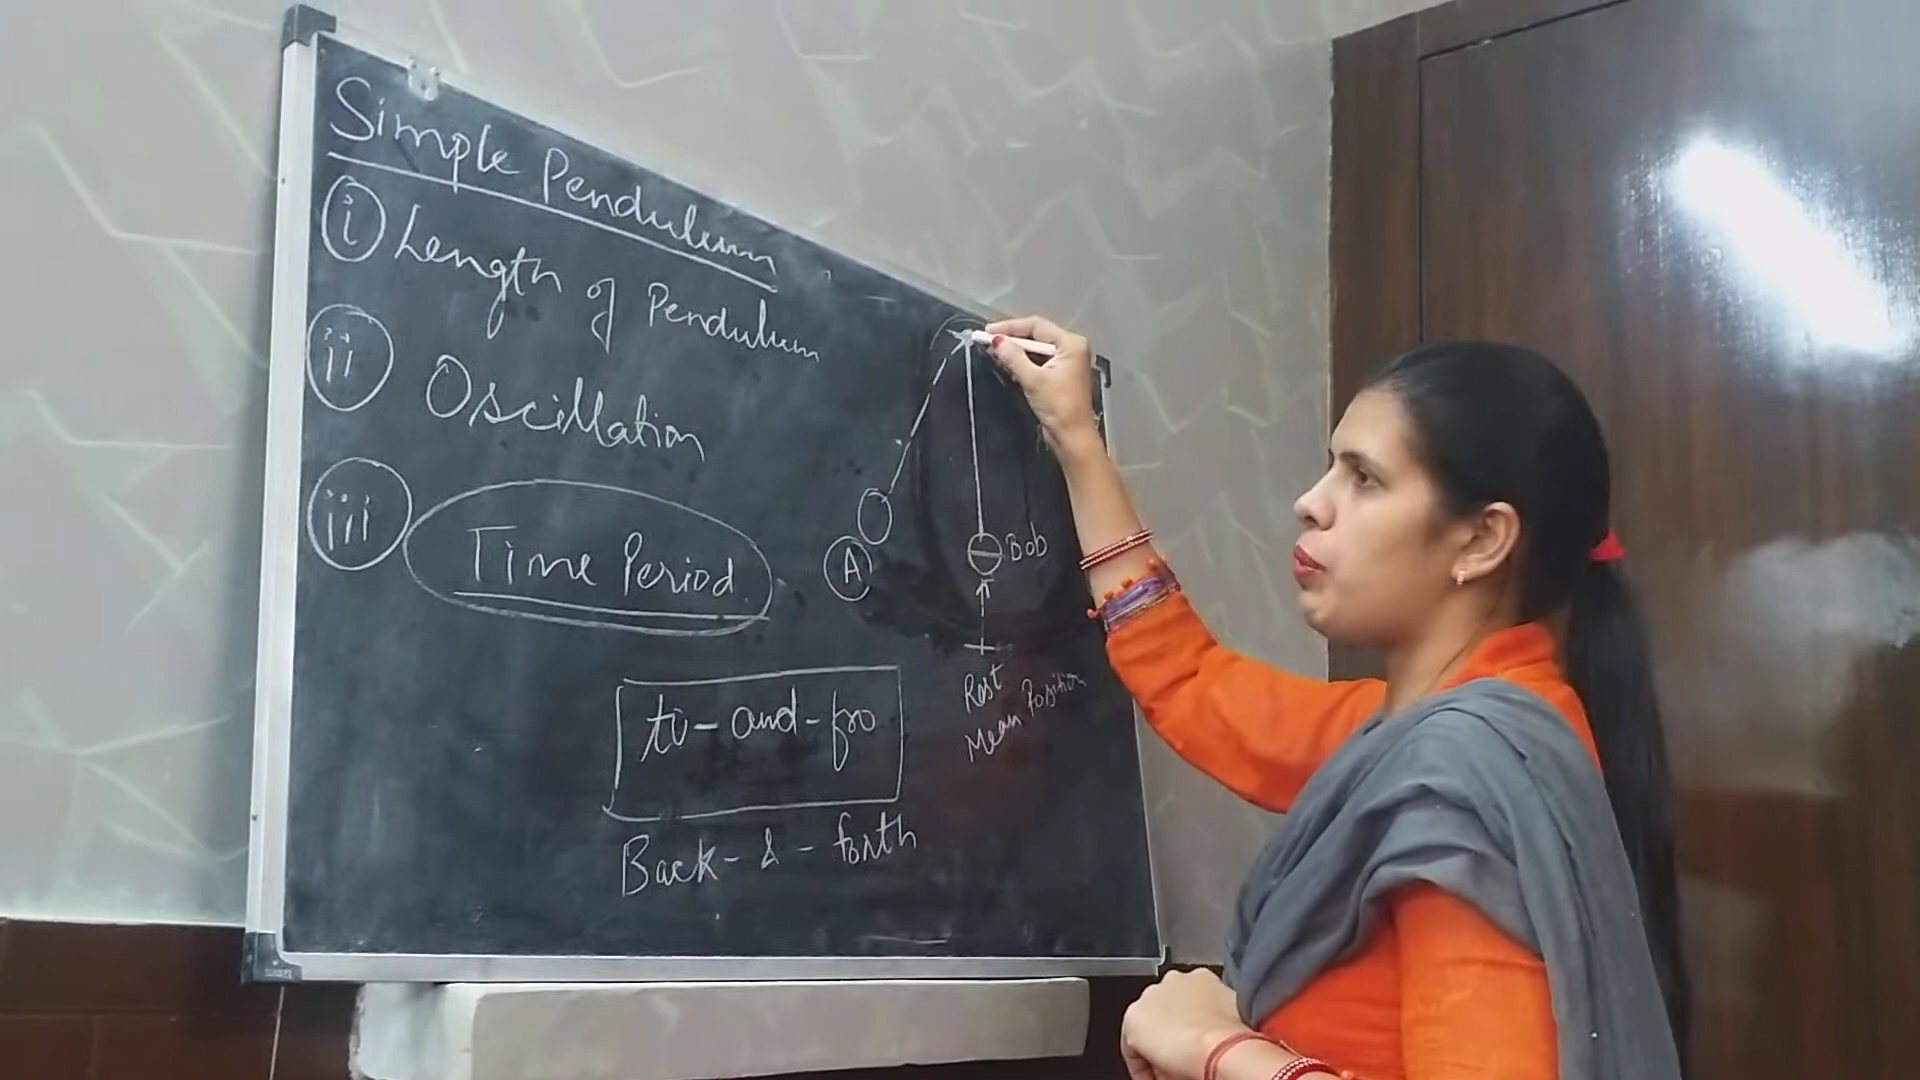 Simple Pendulum
i Length of Pendulum
ii Oscillation
iii Time Period.
A
Bob
Rest
Mean Position
to-and-fro
Back-&-forth